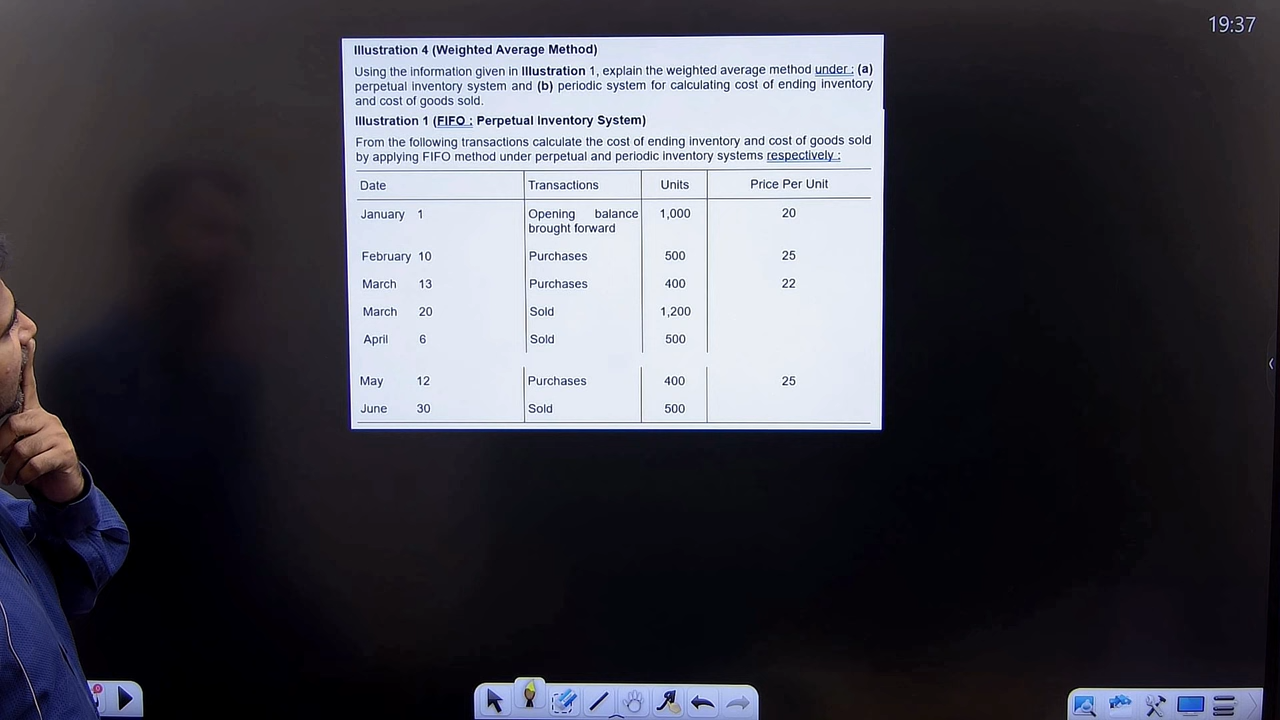 19:37
Illustration 4 (Weighted Average Method)
Using the information given in Illustration 1, explain the weighted average method under : (a)
perpetual inventory system and (b) periodic system for calculating cost of ending inventory
and cost of goods sold.
Illustration 1 (FIFO : Perpetual Inventory System)
From the following transactions calculate the cost of ending inventory and cost of goods sold
by applying FIFO method under perpetual and periodic inventory systems respectively :
Date Transactions Units Price Per Unit
January 1 Opening balance 1,000 20
brought forward
February 10 Purchases 500 25
March 13 Purchases 400 22
March 20 Sold 1,200
April 6 Sold 500
May 12 Purchases 400 25
June 30 Sold 500